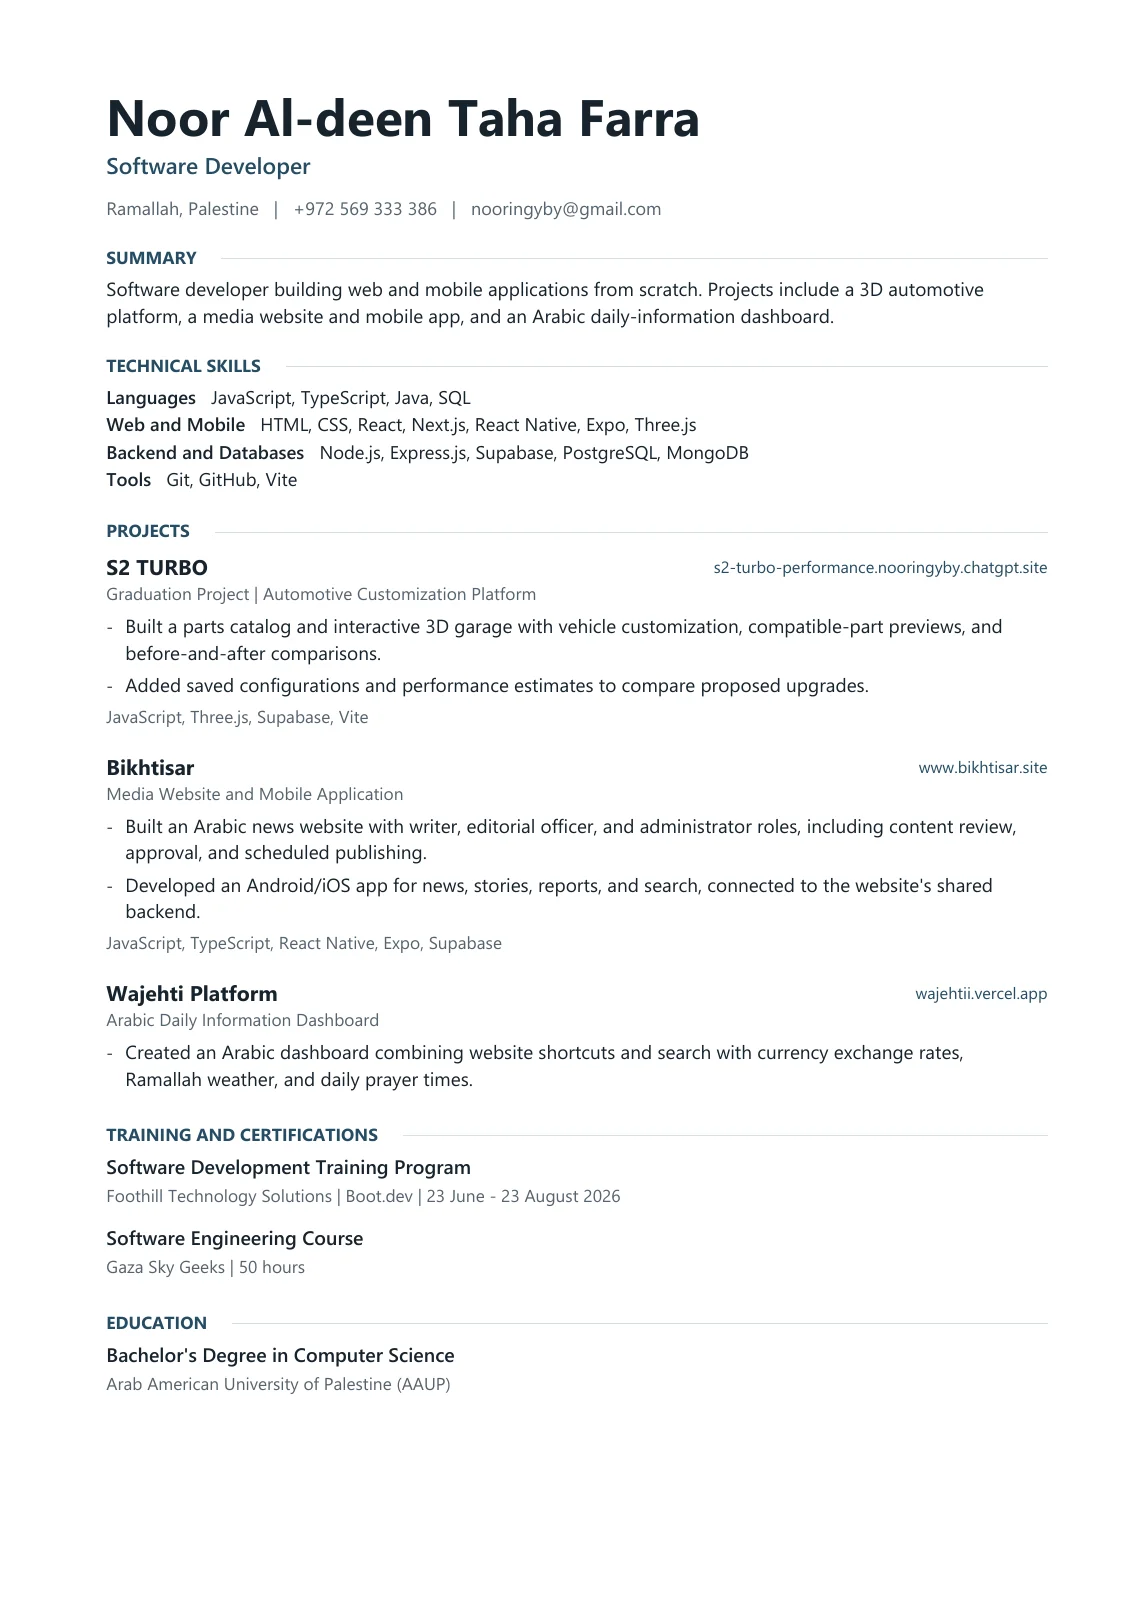 Noor Al-deen Taha Farra
Software Developer
Ramallah, Palestine | +972 569 333 386 | nooringyby@gmail.com
SUMMARY
Software developer building web and mobile applications from scratch. Projects include a 3D automotive
platform, a media website and mobile app, and an Arabic daily-information dashboard.
TECHNICAL SKILLS
Languages JavaScript, TypeScript, Java, SQL
Web and Mobile HTML, CSS, React, Next.js, React Native, Expo, Three.js
Backend and Databases Node.js, Express.js, Supabase, PostgreSQL, MongoDB
Tools Git, GitHub, Vite
PROJECTS
S2 TURBO s2-turbo-performance.nooringyby.chatgpt.site
Graduation Project | Automotive Customization Platform
- Built a parts catalog and interactive 3D garage with vehicle customization, compatible-part previews, and
before-and-after comparisons.
- Added saved configurations and performance estimates to compare proposed upgrades.
JavaScript, Three.js, Supabase, Vite
Bikhtisar www.bikhtisar.site
Media Website and Mobile Application
- Built an Arabic news website with writer, editorial officer, and administrator roles, including content review,
approval, and scheduled publishing.
- Developed an Android/iOS app for news, stories, reports, and search, connected to the website's shared
backend.
JavaScript, TypeScript, React Native, Expo, Supabase
Wajehti Platform wajehtii.vercel.app
Arabic Daily Information Dashboard
- Created an Arabic dashboard combining website shortcuts and search with currency exchange rates,
Ramallah weather, and daily prayer times.
TRAINING AND CERTIFICATIONS
Software Development Training Program
Foothill Technology Solutions | Boot.dev | 23 June - 23 August 2026
Software Engineering Course
Gaza Sky Geeks | 50 hours
EDUCATION
Bachelor's Degree in Computer Science
Arab American University of Palestine (AAUP)